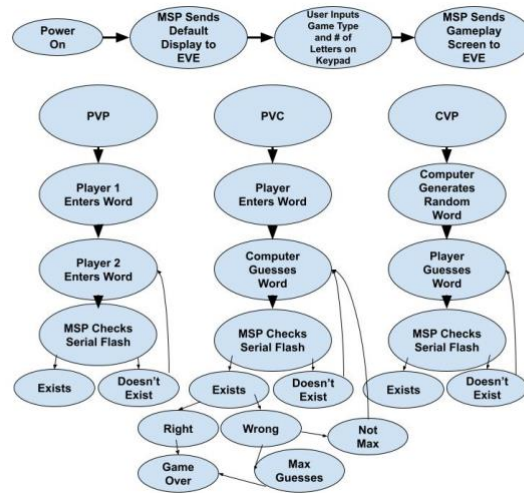 Power
On
MSP Sends
Default
Display to
EVE
User Inputs
Game Type
and # of
Letters on
Keypad
MSP Sends
Gameplay
Screen to
EVE
PVP
PVC
CVP
Player 1
Enters Word
Player
Enters Word
Computer
Generates
Random
Word
Player 2
Enters Word
Computer
Guesses
Word
Player
Guesses
Word
MSP Checks
Serial Flash
MSP Checks
Serial Flash
MSP Checks
Serial Flash
Exists
Doesn't
Exist
Exists
Doesn't
Exist
Exists
Doesn't
Exist
Right
Wrong
Not
Max
Game
Over
Max
Guesses